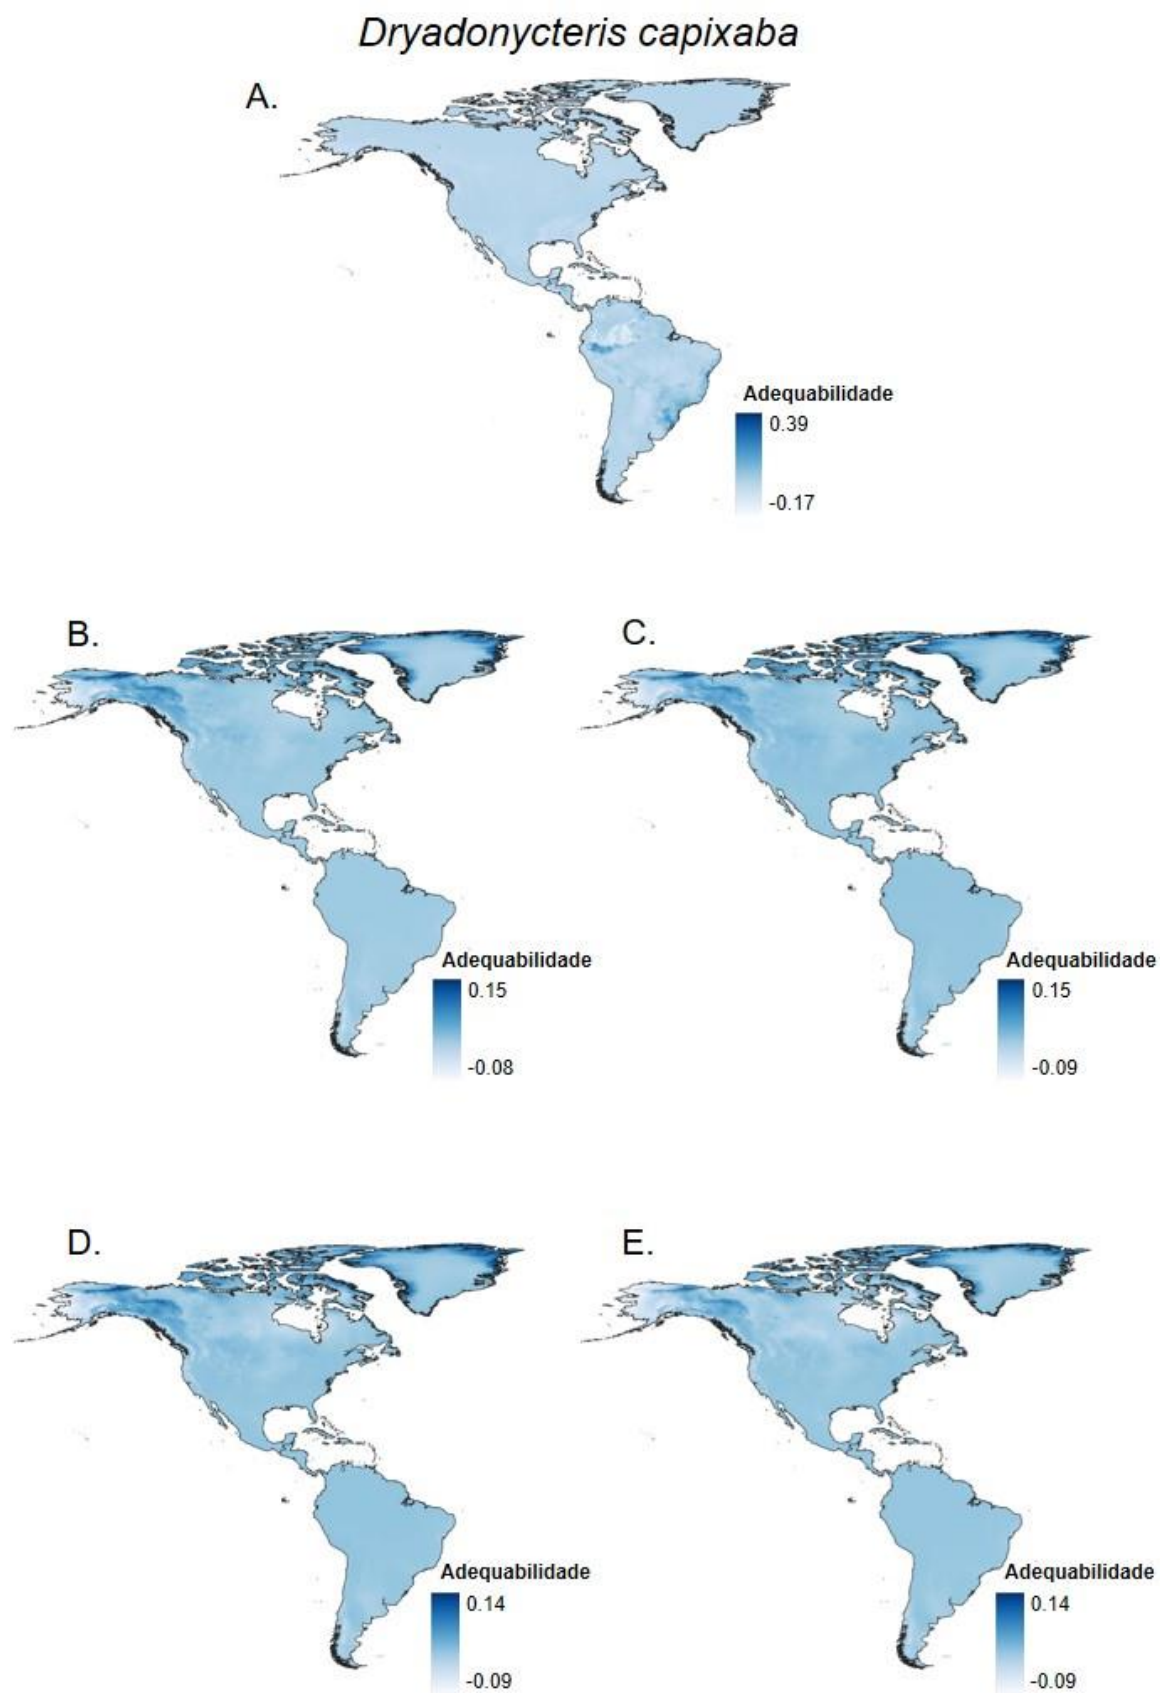 Dryadonycteris capixaba
A.
Adequabilidade
0.39
-0.17
B.
C.
Adequabilidade
0.15
-0.08
Adequabilidade
0.15
-0.09
D.
E.
Adequabilidade
0.14
-0.09
Adequabilidade
0.14
-0.09